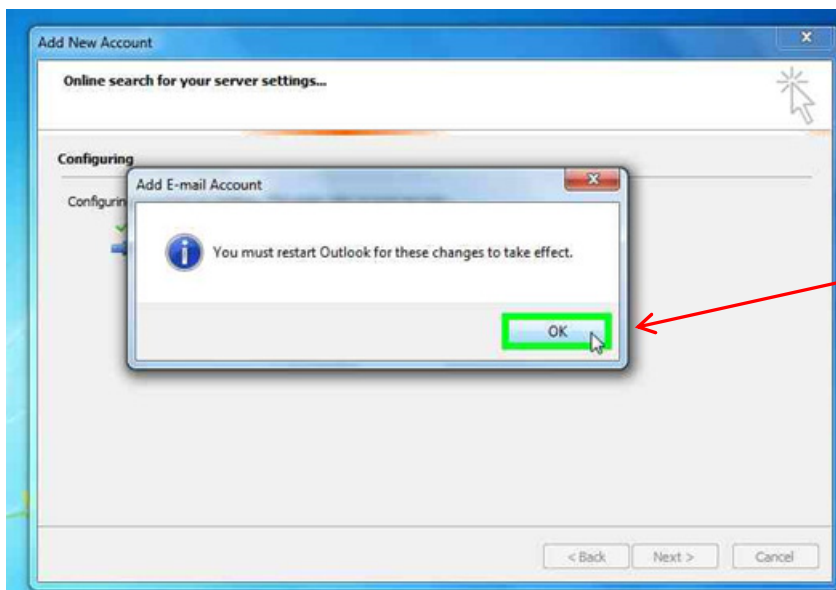 Add New Account
Online search for your server settings...
Configuring
Add E-mail Account
You must restart Outlook for these changes to take effect.
OK
< Back Next > Cancel